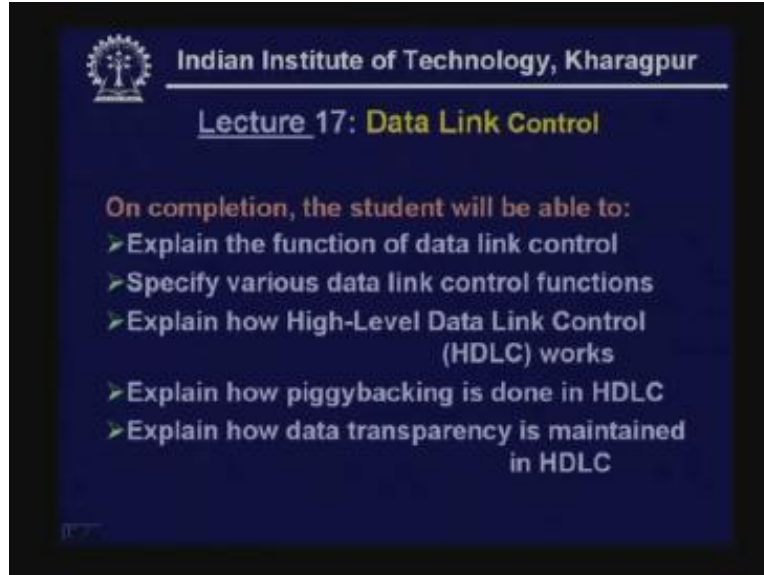 Indian Institute of Technology, Kharagpur
Lecture 17: Data Link Control
On completion, the student will be able to:
➢Explain the function of data link control
➢Specify various data link control functions
➢Explain how High-Level Data Link Control
(HDLC) works
➢Explain how piggybacking is done in HDLC
➢Explain how data transparency is maintained
in HDLC